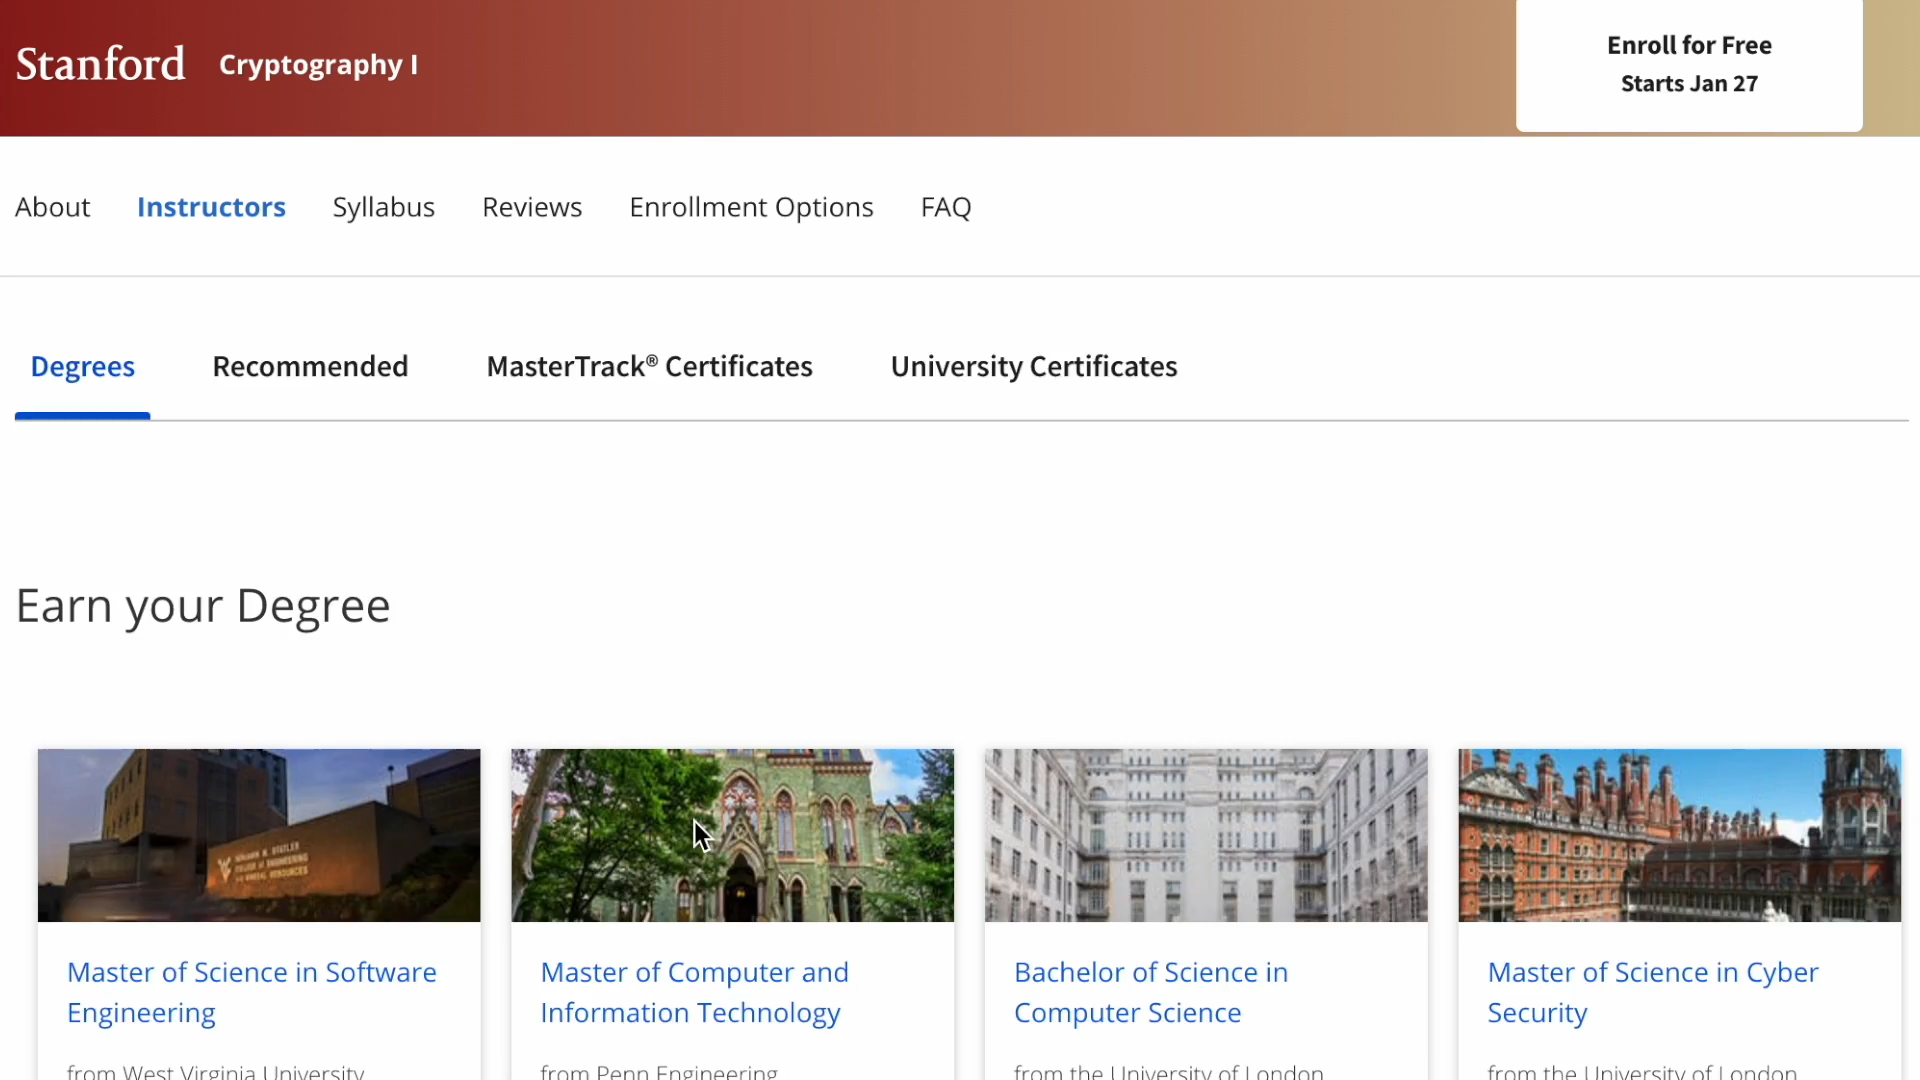 Stanford Cryptography I
Enroll for Free
Starts Jan 27
About Instructors Syllabus Reviews Enrollment Options FAQ
Degrees Recommended MasterTrack® Certificates University Certificates
Earn your Degree
Master of Science in Software
Engineering
from West Virginia University
Master of Computer and
Information Technology
from Penn Engineering
Bachelor of Science in
Computer Science
from the University of London
Master of Science in Cyber
Security
from the University of London